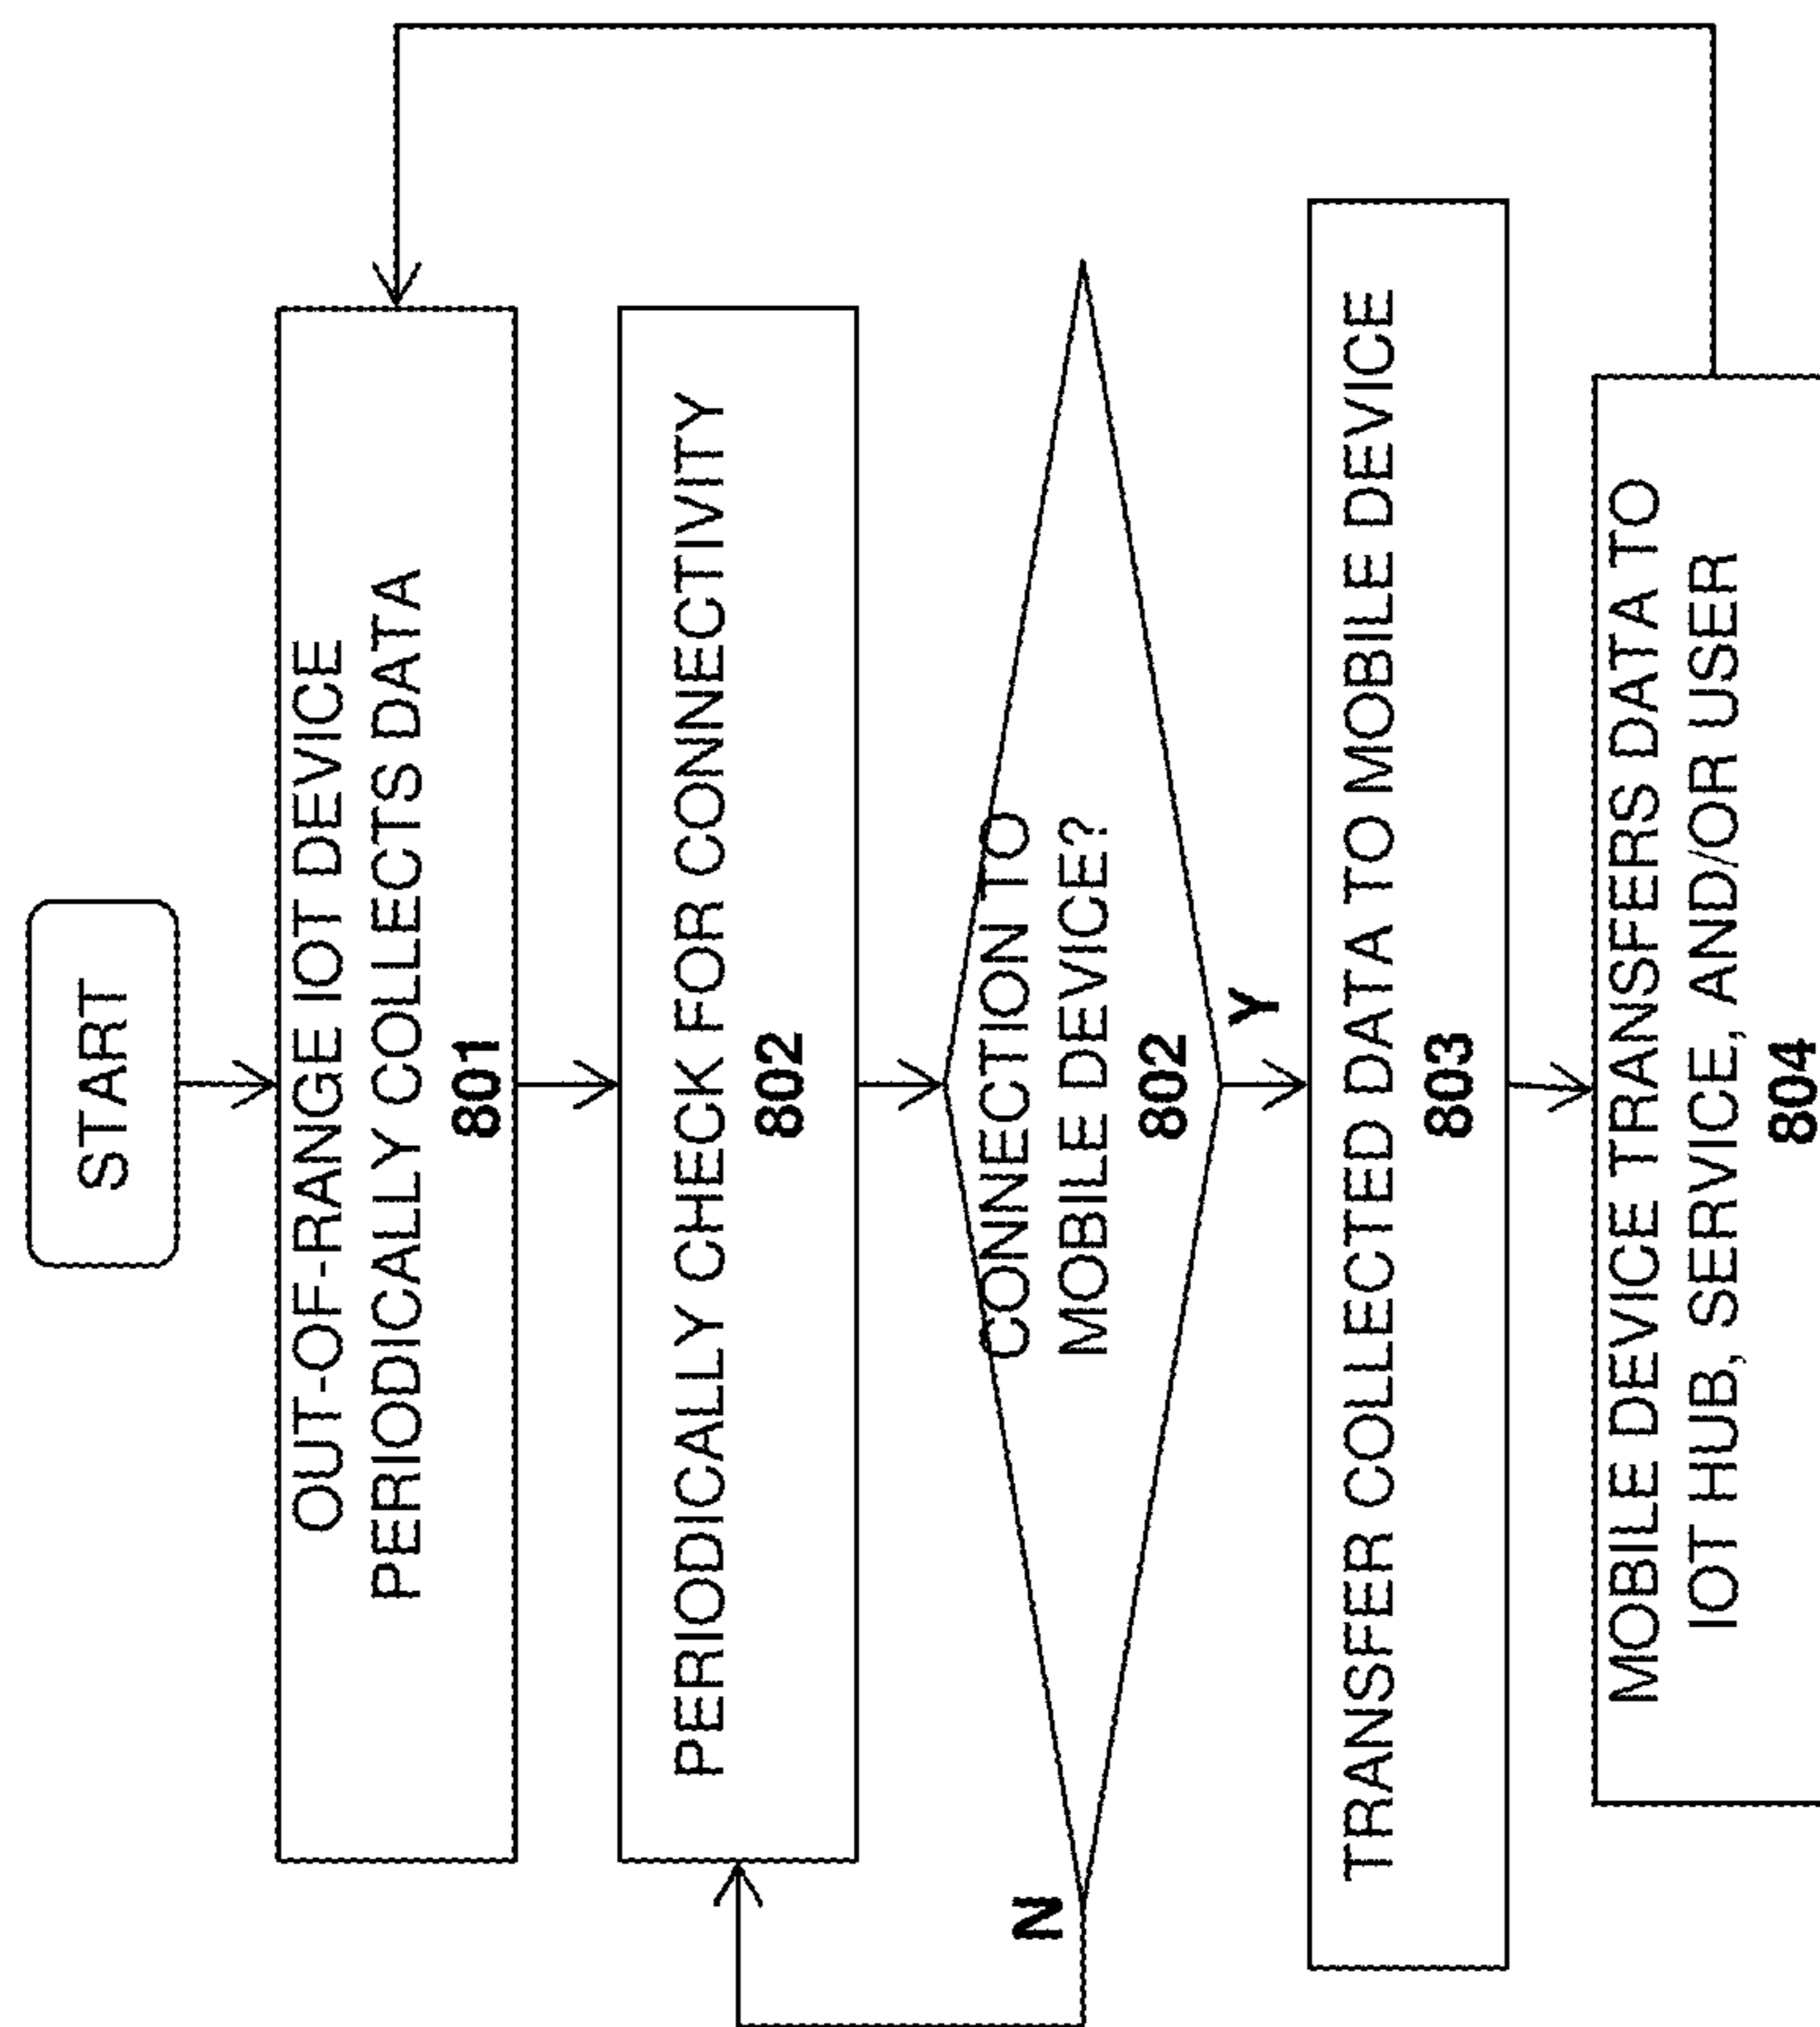 START
OUT-OF-RANGE IOT DEVICE
PERIODICALLY COLLECTS DATA
801
PERIODICALLY CHECK FOR CONNECTIVITY
802
CONNECTION TO
MOBILE DEVICE?
802
N
Y
TRANSFER COLLECTED DATA TO MOBILE DEVICE
803
MOBILE DEVICE TRANSFERS DATA TO
IOT HUB, SERVICE, AND/OR USER
804